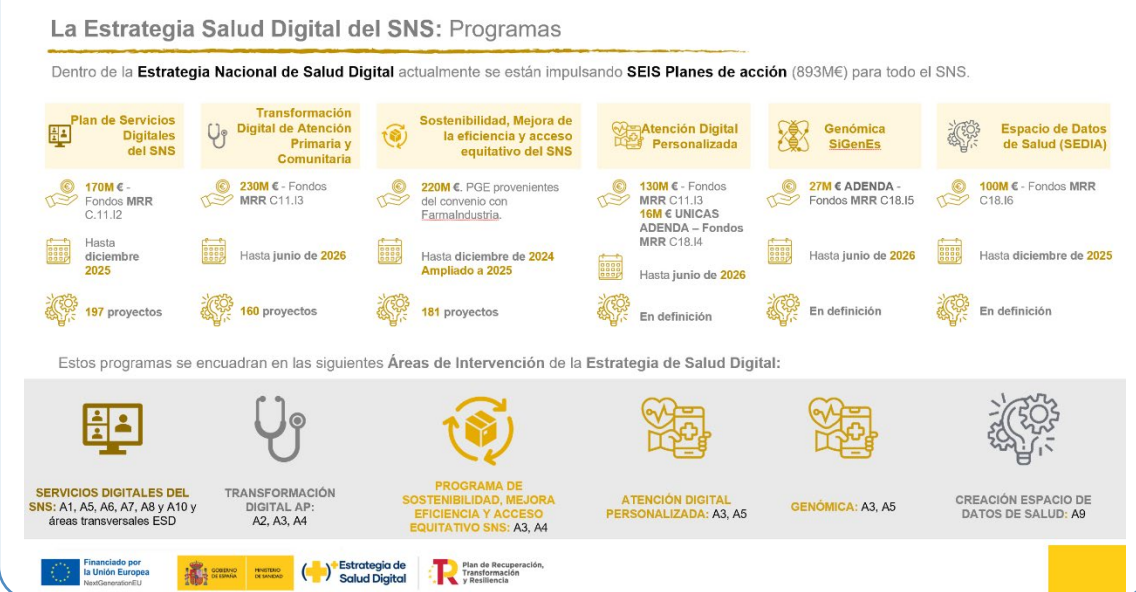 La Estrategia Salud Digital del SNS: Programas
Dentro de la Estrategia Nacional de Salud Digital actualmente se están impulsando SEIS Planes de acción (893M€) para todo el SNS.
Plan de Servicios
Digitales
del SNS
170M € -
Fondos MRR
C.11.I2
Hasta
diciembre
2025
197 proyectos
Transformación
Digital de Atención
Primaria y
Comunitaria
230M € - Fondos
MRR C11.I3
Hasta junio de 2026
160 proyectos
Sostenibilidad, Mejora de
la eficiencia y acceso
equitativo del SNS
220M €. PGE provenientes
del convenio con
FarmaIndustria.
Hasta diciembre de 2024
Ampliado a 2025
181 proyectos
Atención Digital
Personalizada
130M € - Fondos
MRR C11.I3
16M € UNICAS
ADENDA – Fondos
MRR C18.I4
Hasta junio de 2026
En definición
Genómica
SiGenEs
27M € ADENDA -
Fondos MRR C18.I5
Hasta junio de 2026
En definición
Espacio de Datos
de Salud (SEDIA)
100M € - Fondos MRR
C18.I6
Hasta diciembre de 2025
En definición
Estos programas se encuadran en las siguientes Áreas de Intervención de la Estrategia de Salud Digital:
SERVICIOS DIGITALES DEL
SNS: A1, A5, A6, A7, A8 y A10 y
áreas transversales ESD
TRANSFORMACIÓN
DIGITAL AP:
A2, A3, A4
PROGRAMA DE
SOSTENIBILIDAD, MEJORA
EFICIENCIA Y ACCESO
EQUITATIVO SNS: A3, A4
ATENCIÓN DIGITAL
PERSONALIZADA: A3, A5
GENÓMICA: A3, A5
CREACIÓN ESPACIO DE
DATOS DE SALUD: A9
Financiado por
la Unión Europea
NextGenerationEU
GOBIERNO
DE ESPAÑA
MINISTERIO
DE SANIDAD
Estrategia de
Salud Digital
Plan de Recuperación,
Transformación
y Resiliencia